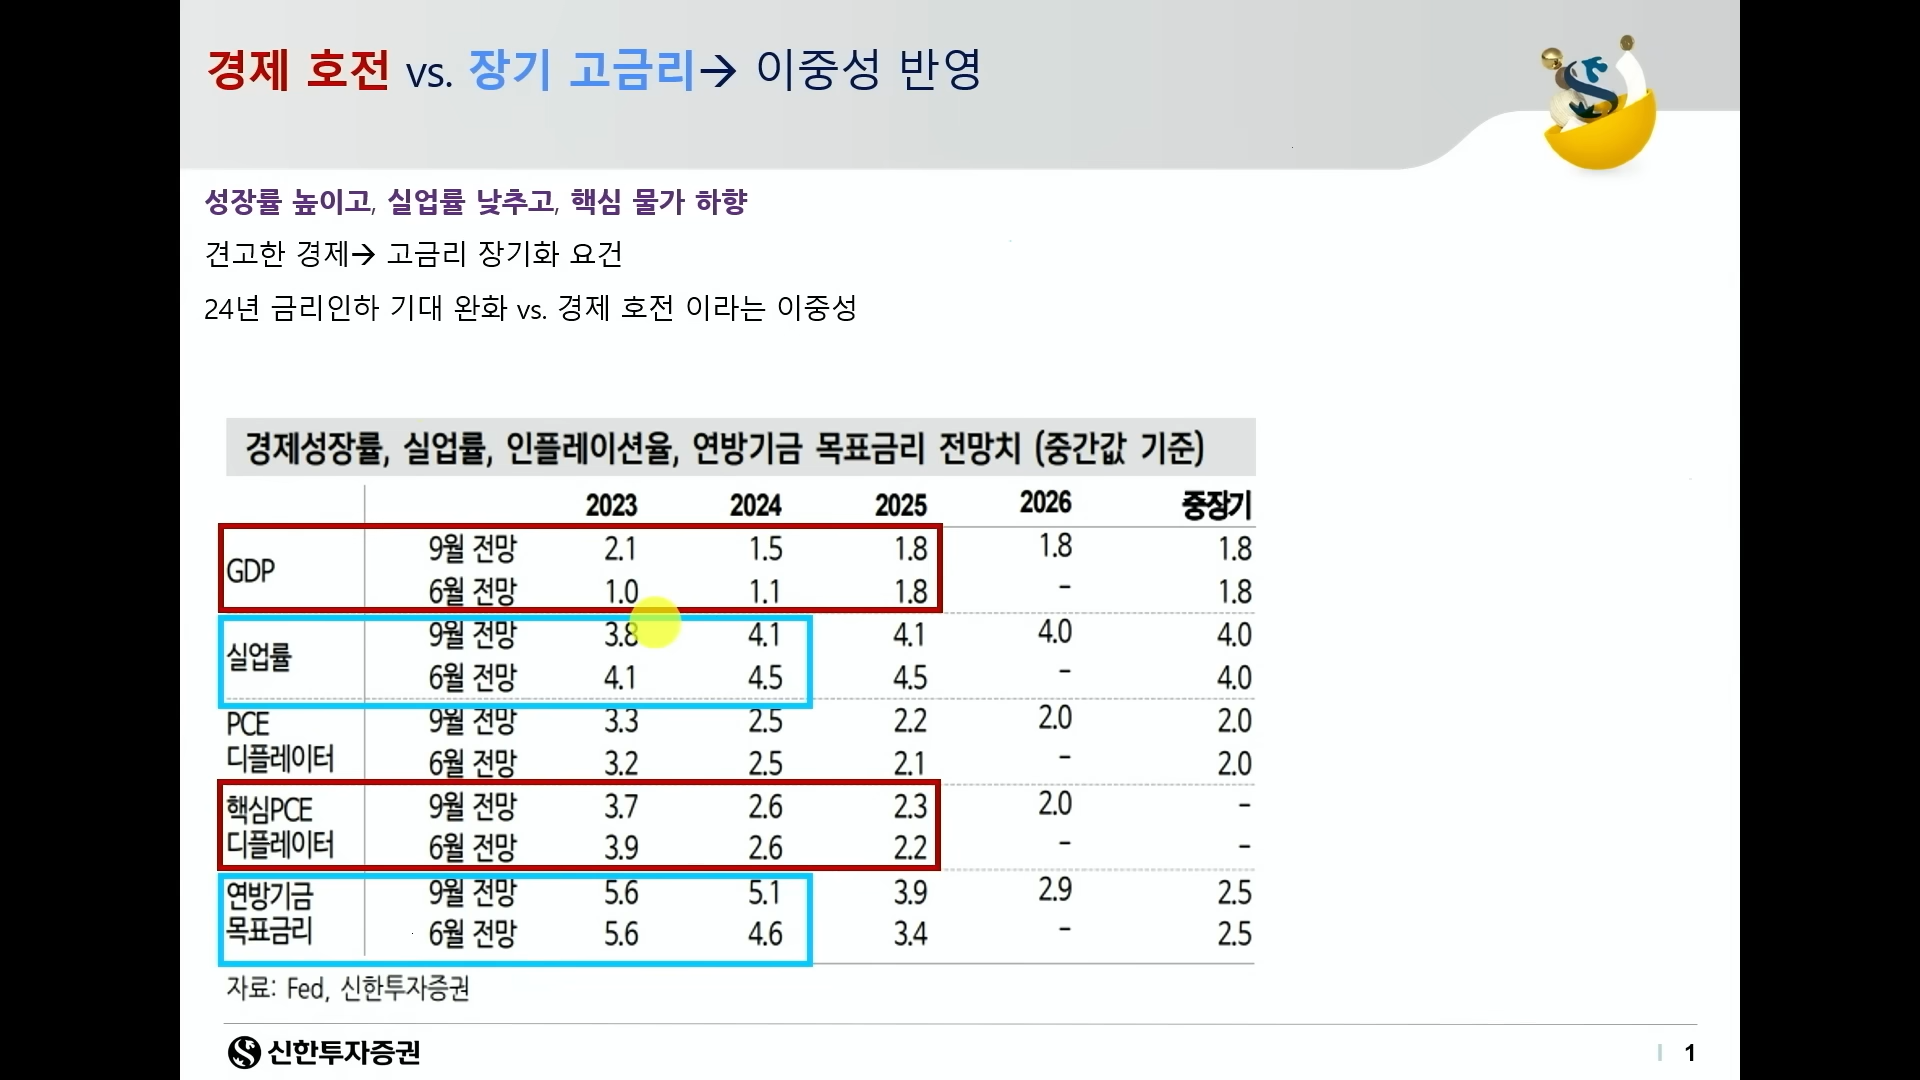 경제 호전 vs. 장기 고금리→ 이중성 반영
성장률 높이고, 실업률 낮추고, 핵심 물가 하향
견고한 경제→ 고금리 장기화 요건
24년 금리인하 기대 완화 vs. 경제 호전 이라는 이중성
경제성장률, 실업률, 인플레이션율, 연방기금 목표금리 전망치 (중간값 기준)
2023 2024 2025 2026 중장기
GDP 9월 전망 2.1 1.5 1.8 1.8 1.8
6월 전망 1.0 1.1 1.8 – 1.8
실업률 9월 전망 3.8 4.1 4.1 4.0 4.0
6월 전망 4.1 4.5 4.5 – 4.0
PCE 디플레이터 9월 전망 3.3 2.5 2.2 2.0 2.0
6월 전망 3.2 2.5 2.1 – 2.0
핵심PCE 디플레이터 9월 전망 3.7 2.6 2.3 2.0 –
6월 전망 3.9 2.6 2.2 – –
연방기금 목표금리 9월 전망 5.6 5.1 3.9 2.9 2.5
6월 전망 5.6 4.6 3.4 – 2.5
자료: Fed, 신한투자증권
신한투자증권
1